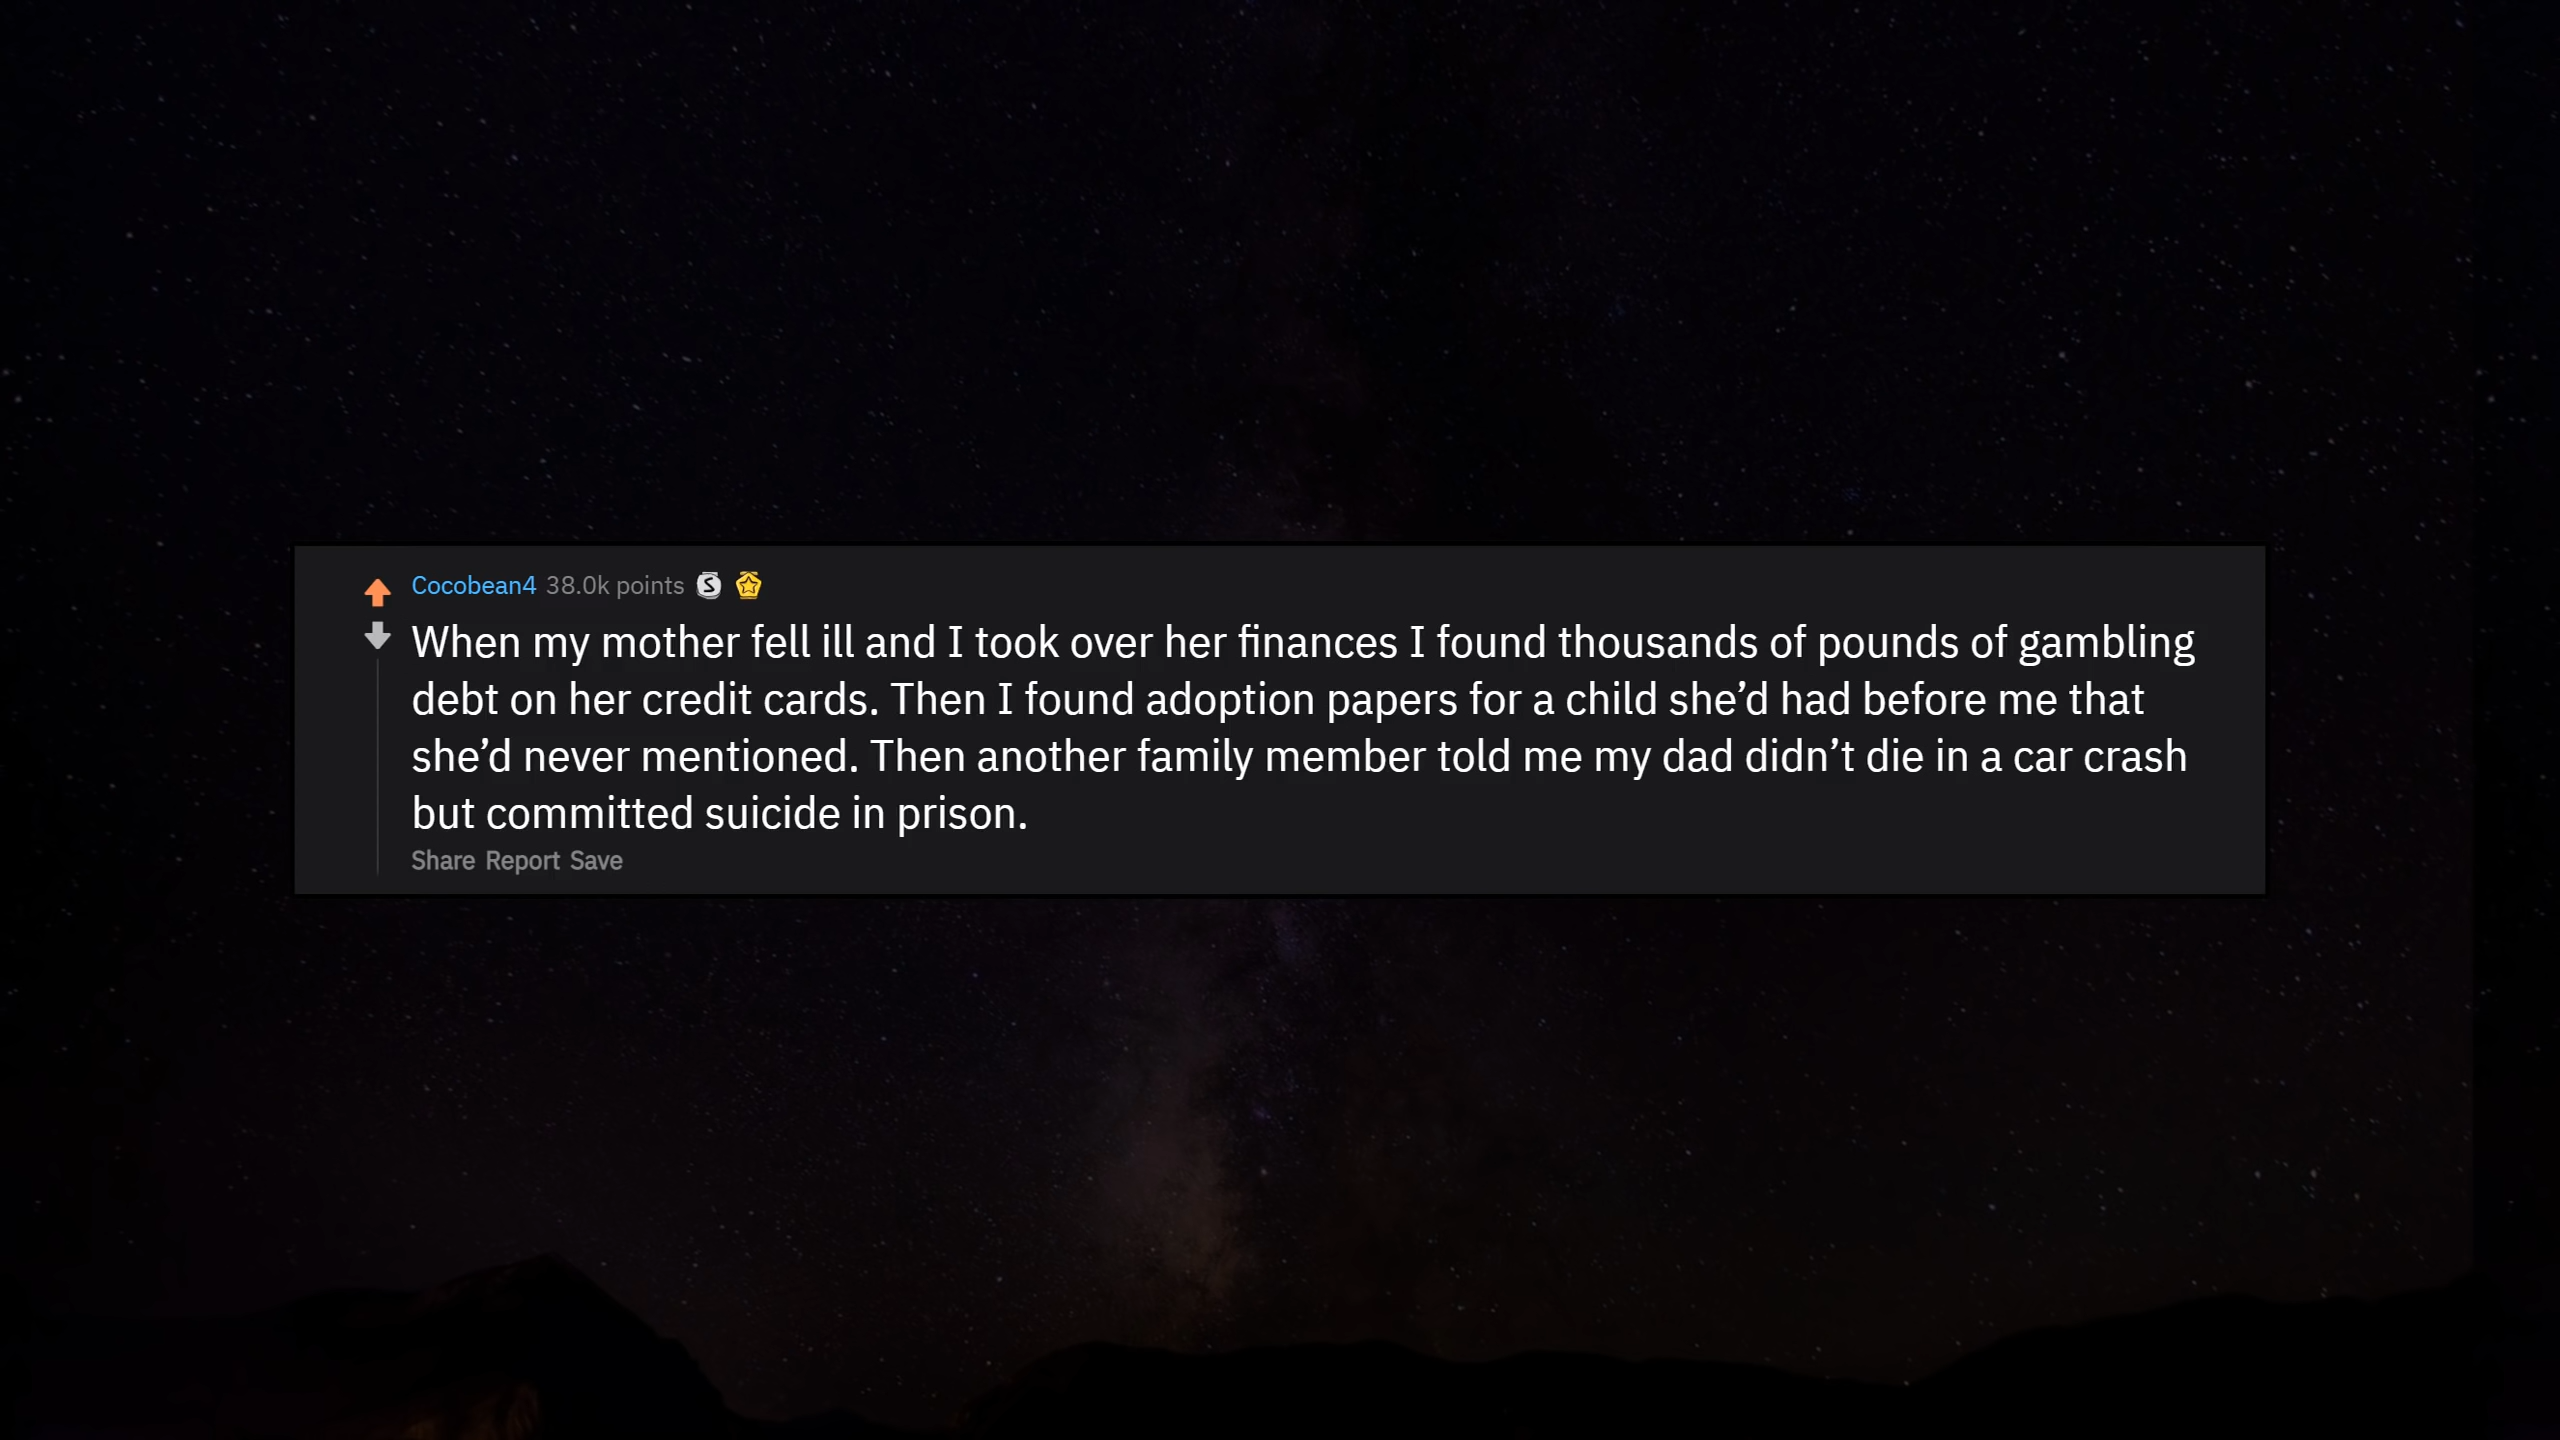 Cocobean4 38.0k points
When my mother fell ill and I took over her finances I found thousands of pounds of gambling
debt on her credit cards. Then I found adoption papers for a child she’d had before me that
she’d never mentioned. Then another family member told me my dad didn’t die in a car crash
but committed suicide in prison.
Share Report Save